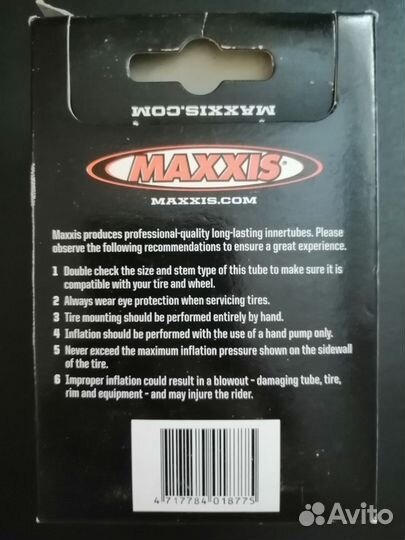 MAXXIS.COM
MAXXIS
MAXXIS.COM
Maxxis produces professional-quality long-lasting innertubes. Please
observe the following recommendations to ensure a great experience.
1 Double check the size and stem type of this tube to make sure it is
compatible with your tire and wheel.
2 Always wear eye protection when servicing tires.
3 Tire mounting should be performed entirely by hand.
4 Inflation should be performed with the use of a hand pump only.
5 Never exceed the maximum inflation pressure shown on the sidewall
of the tire.
6 Improper inflation could result in a blowout - damaging tube, tire,
rim and equipment - and may injure the rider.
4 717784 018775
Avito